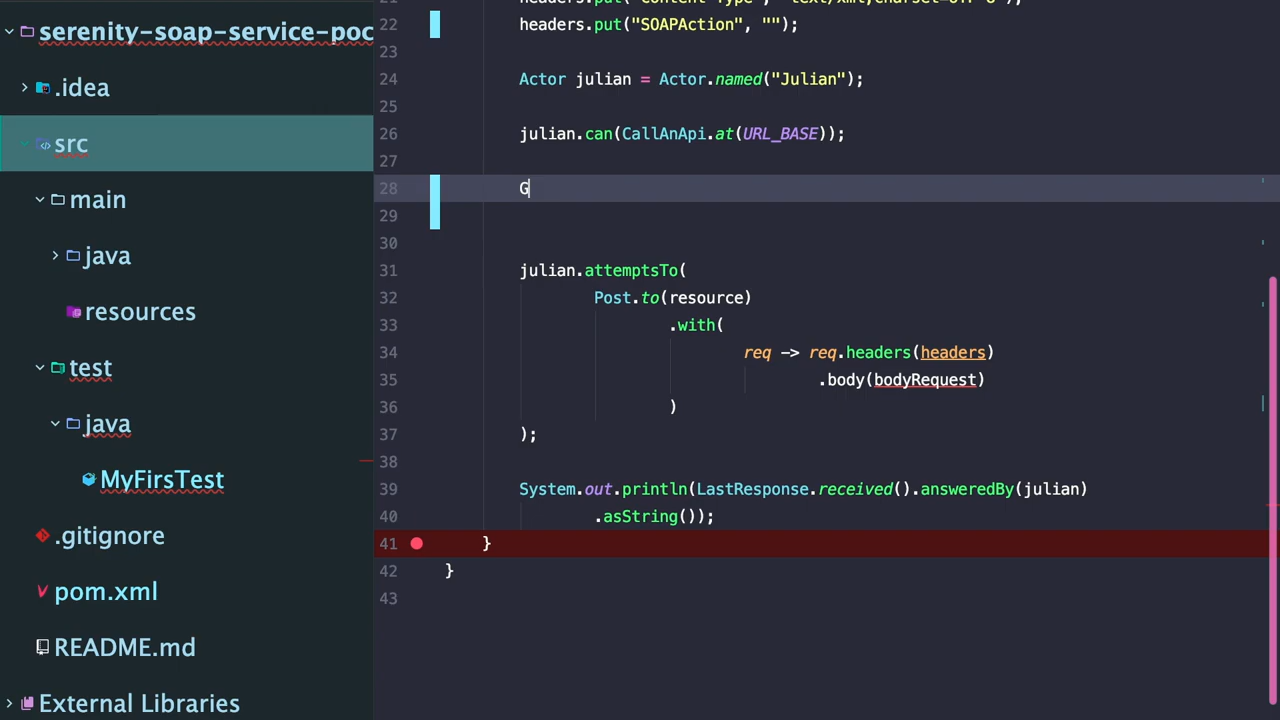 serenity-soap-service-poc
.idea
src
main
java
resources
test
java
MyFirsTest
.gitignore
pom.xml
README.md
External Libraries
22 headers.put("SOAPAction", "");
23
24 Actor julian = Actor.named("Julian");
25
26 julian.can(CallAnApi.at(URL_BASE));
27
28 G
29
30
31 julian.attemptsTo(
32 Post.to(resource)
33 .with(
34 req -> req.headers(headers)
35 .body(bodyRequest)
36 )
37 );
38
39 System.out.println(LastResponse.received().answeredBy(julian)
40 .asString());
41 }
42 }
43